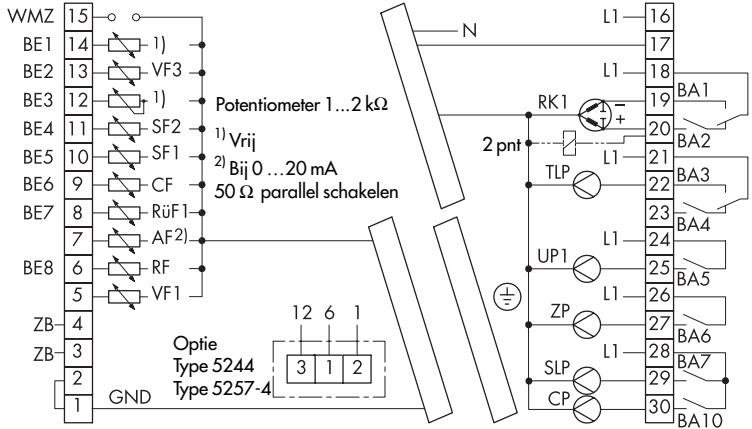 WMZ 15
BE1 14 1)
BE2 13 VF3
BE3 12 1)
BE4 11 SF2
BE5 10 SF1
BE6 9 CF
BE7 8 RüF1
7 AF2)
BE8 6 RF
5 VF1
ZB 4
ZB 3
2
1 GND
Potentiometer 1...2 kΩ
1) Vrij
2) Bij 0 ...20 mA
50 Ω parallel schakelen
Optie
Type 5244
Type 5257-4
12 6 1
3 1 2
N
L1 16
17
L1 18
BA1
RK1 − 19
+ 20
BA2
2 pnt
L1 21
BA3
TLP 22
23
BA4
L1 24
UP1 25
BA5
L1 26
ZP 27
BA6
L1 28
BA7
SLP 29
CP 30
BA10